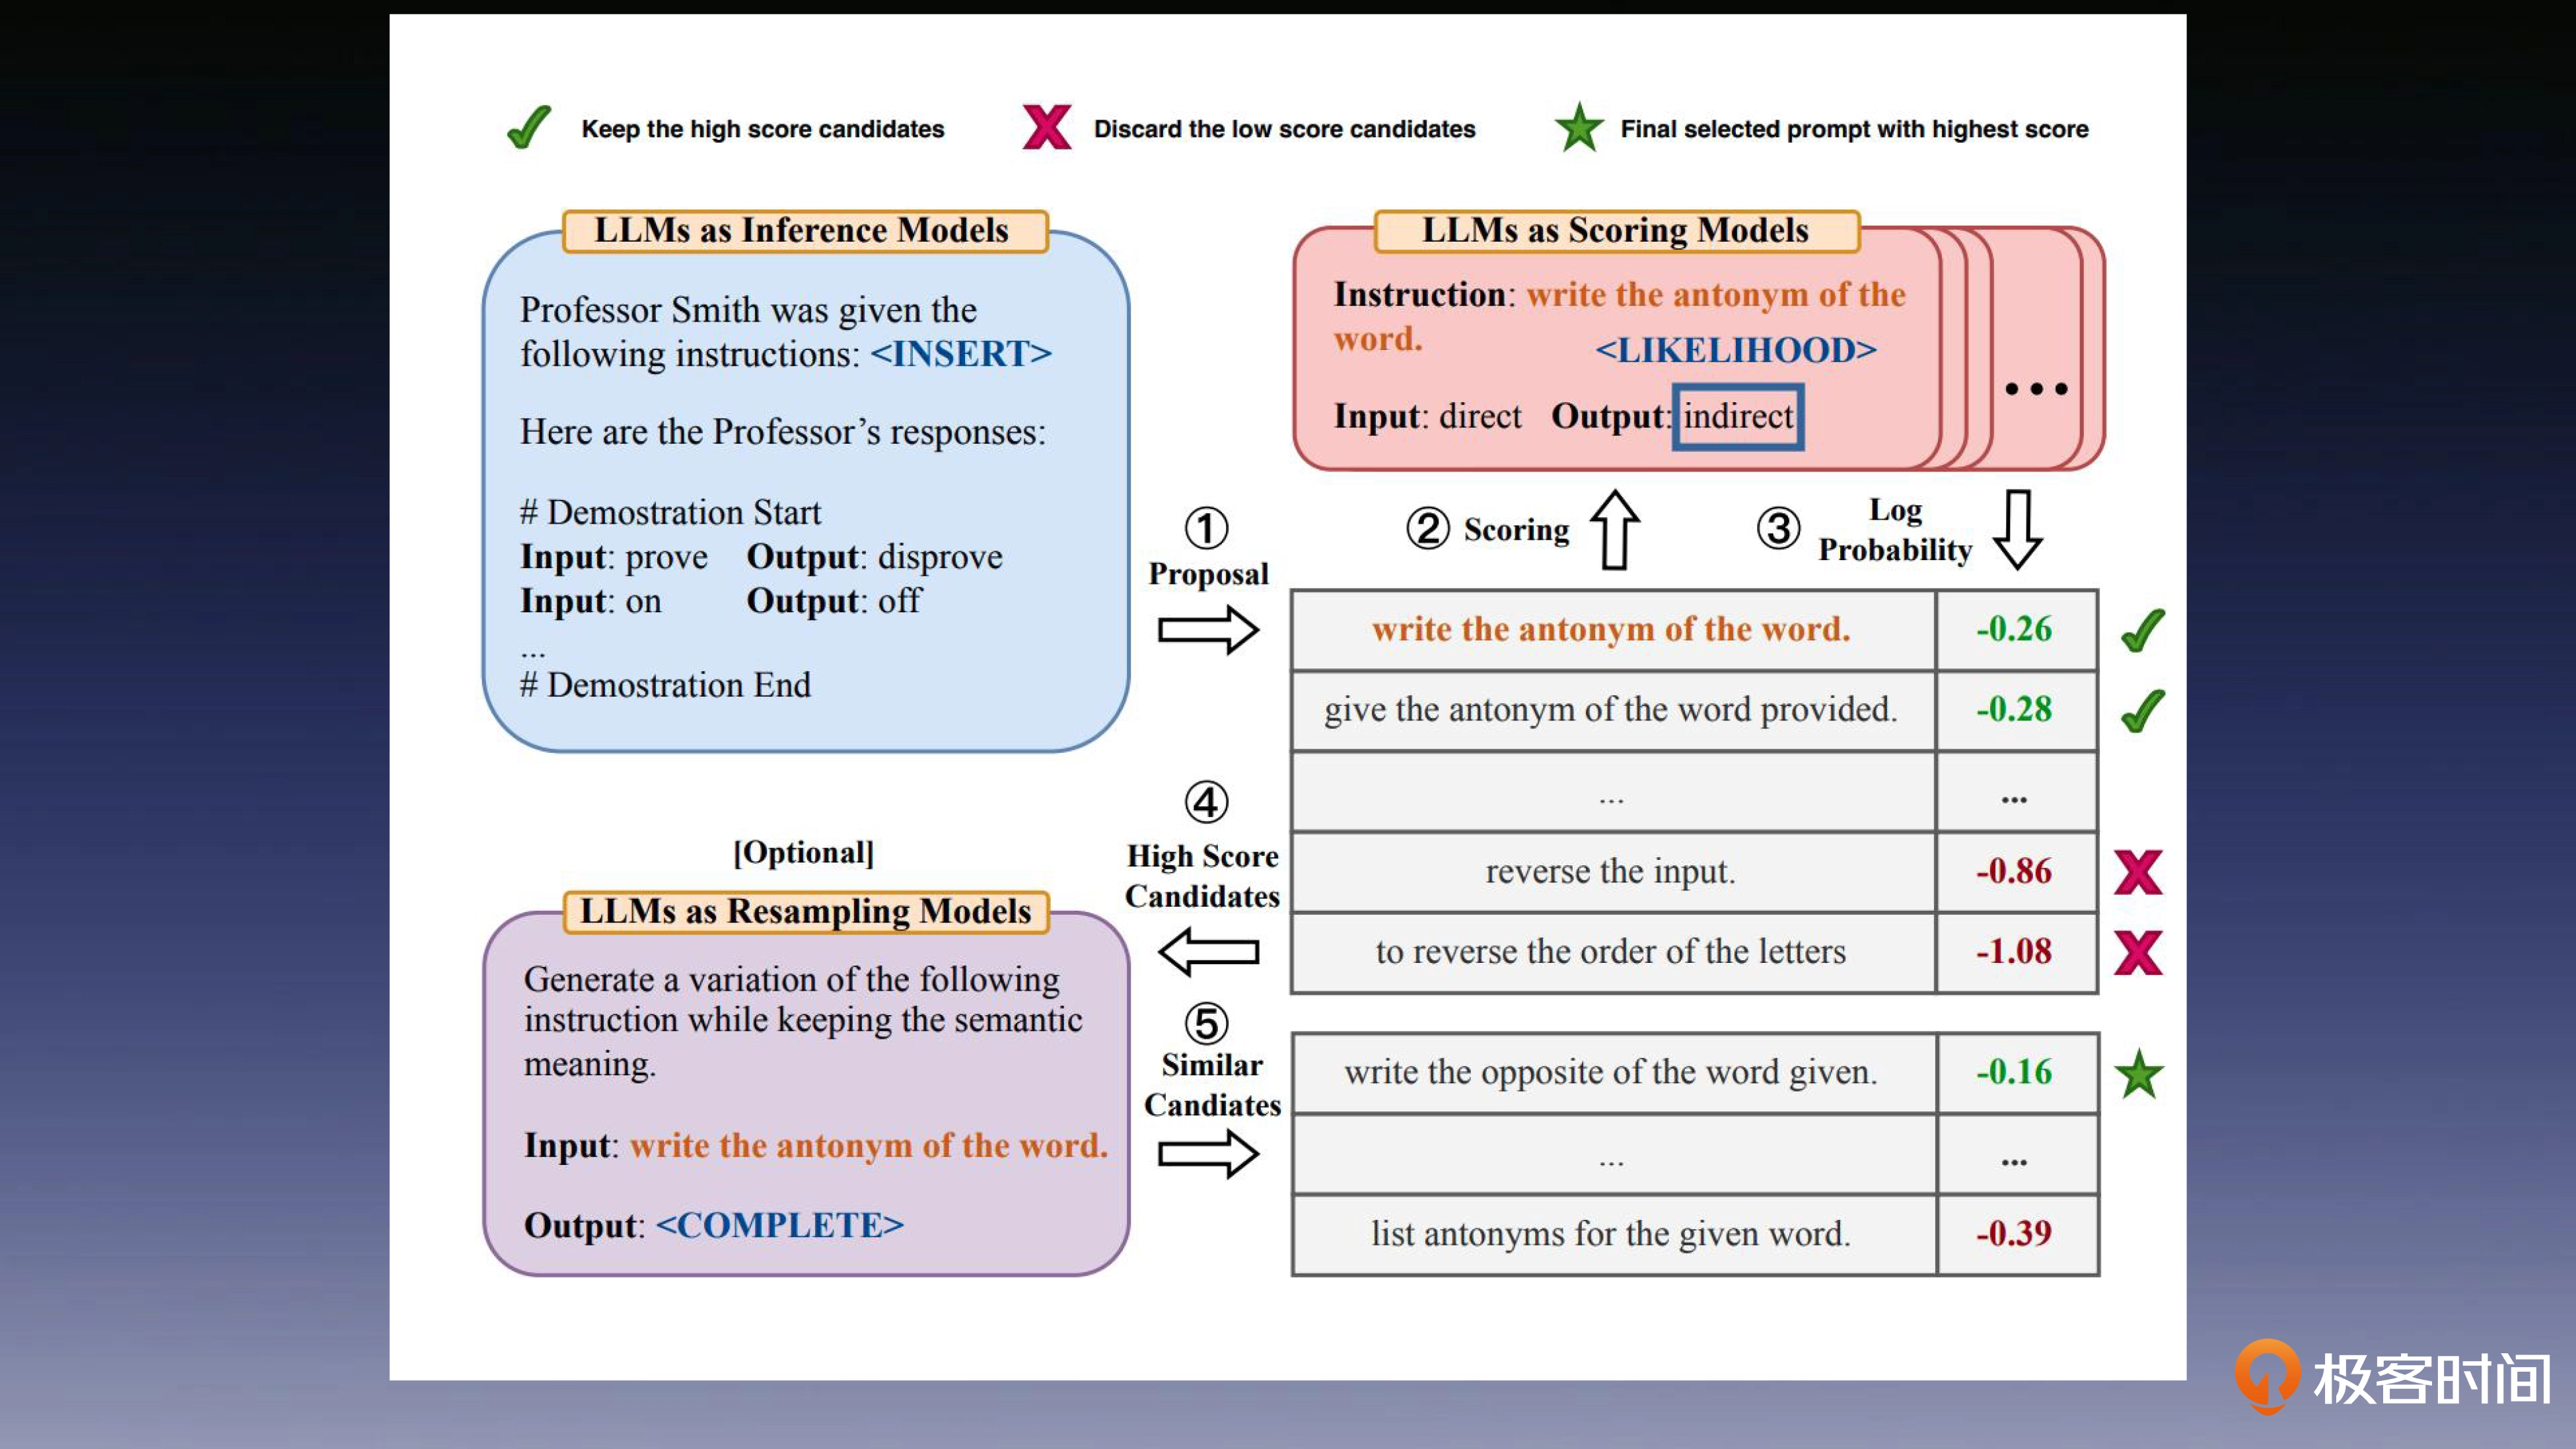 Keep the high score candidates
Discard the low score candidates
Final selected prompt with highest score
LLMs as Inference Models
Professor Smith was given the
following instructions: <INSERT>
Here are the Professor's responses:
# Demostration Start
Input: prove Output: disprove
Input: on Output: off
...
# Demostration End
① Proposal
LLMs as Scoring Models
Instruction: write the antonym of the
word.
<LIKELIHOOD>
Input: direct Output: indirect
...
② Scoring
③ Log
Probability
write the antonym of the word. -0.26
give the antonym of the word provided. -0.28
... ...
reverse the input. -0.86
to reverse the order of the letters -1.08
④
High Score
Candidates
[Optional]
LLMs as Resampling Models
Generate a variation of the following
instruction while keeping the semantic
meaning.
Input: write the antonym of the word.
Output: <COMPLETE>
⑤
Similar
Candiates
write the opposite of the word given. -0.16
... ...
list antonyms for the given word. -0.39
极客时间